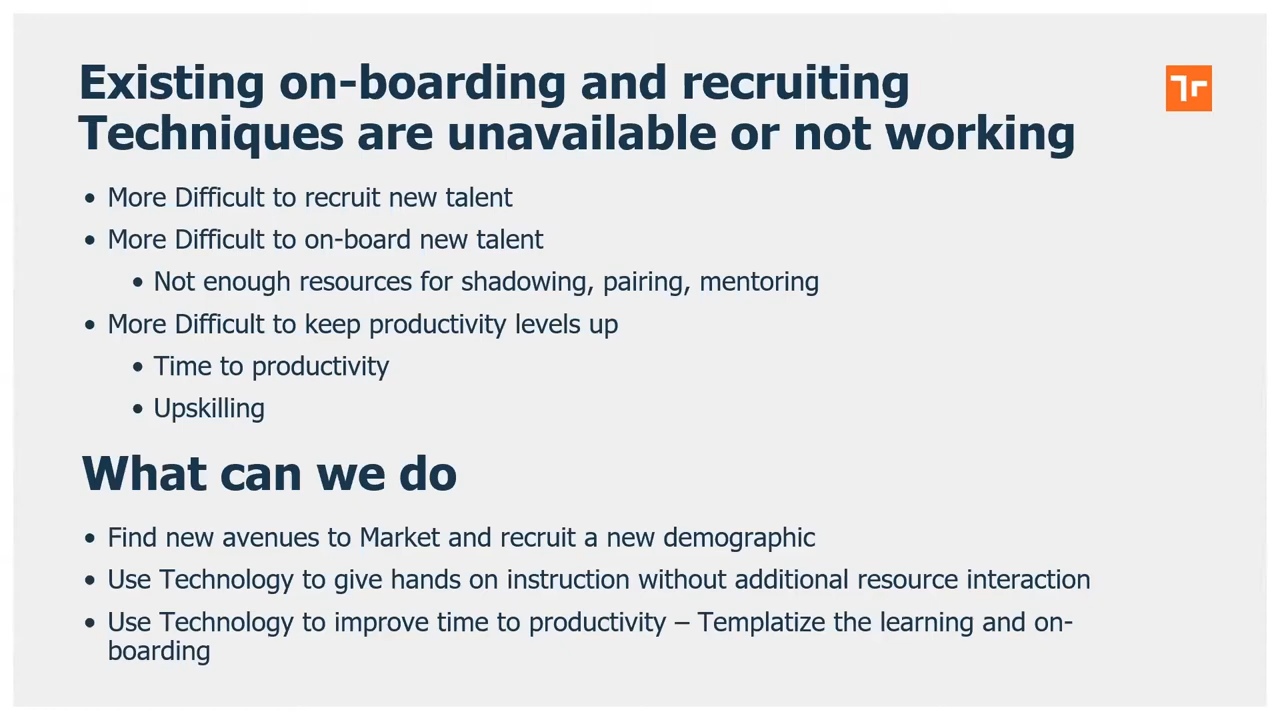 Existing on-boarding and recruiting
Techniques are unavailable or not working
• More Difficult to recruit new talent
• More Difficult to on-board new talent
• Not enough resources for shadowing, pairing, mentoring
• More Difficult to keep productivity levels up
• Time to productivity
• Upskilling
What can we do
• Find new avenues to Market and recruit a new demographic
• Use Technology to give hands on instruction without additional resource interaction
• Use Technology to improve time to productivity – Templatize the learning and on-
boarding